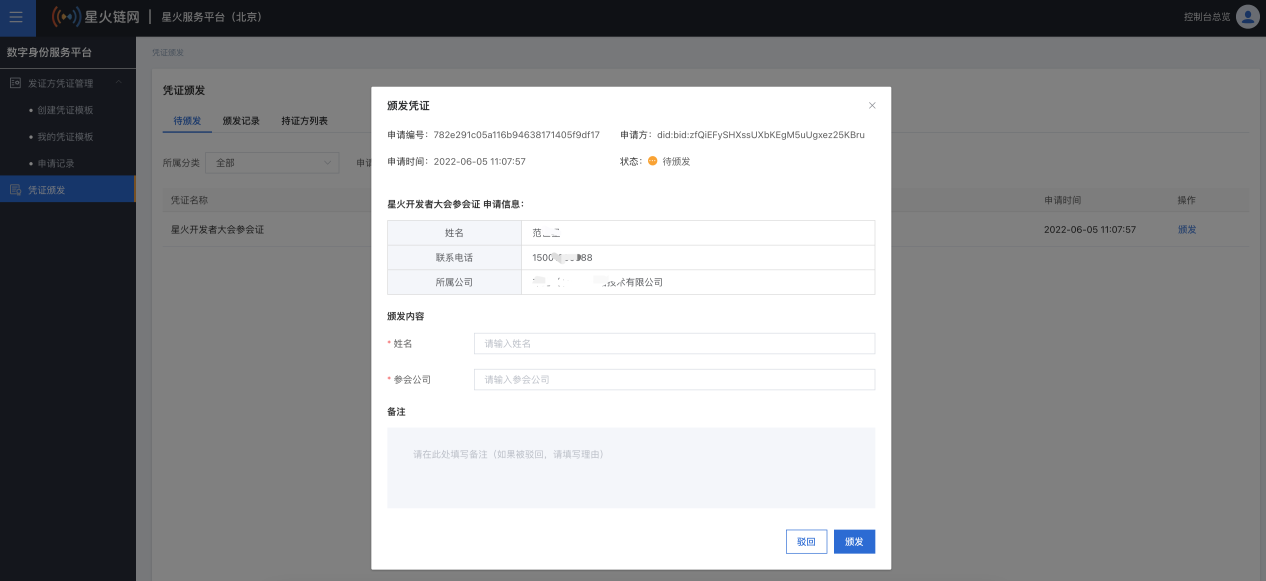 星火链网 | 星火服务平台（北京）
控制台总览
数字身份服务平台
发证方凭证管理
创建凭证模板
我的凭证模板
申请记录
凭证颁发
凭证颁发
凭证颁发
待颁发 颁发记录 持证方列表
所属分类 全部 申请
凭证名称 申请时间 操作
星火开发者大会参会证 2022-06-05 11:07:57 颁发
颁发凭证
申请编号： 782e291c05a116b94638171405f9df17 申请方： did:bid:zfQiEFySHXssUXbKEgM5uUgxez25KBru
申请时间： 2022-06-05 11:07:57 状态： 待颁发
星火开发者大会参会证 申请信息：
姓名 范
联系电话 1500 88
所属公司 技术有限公司
颁发内容
* 姓名 请输入姓名
* 参会公司 请输入参会公司
备注
请在此处填写备注（如果被驳回，请填写理由）
驳回 颁发